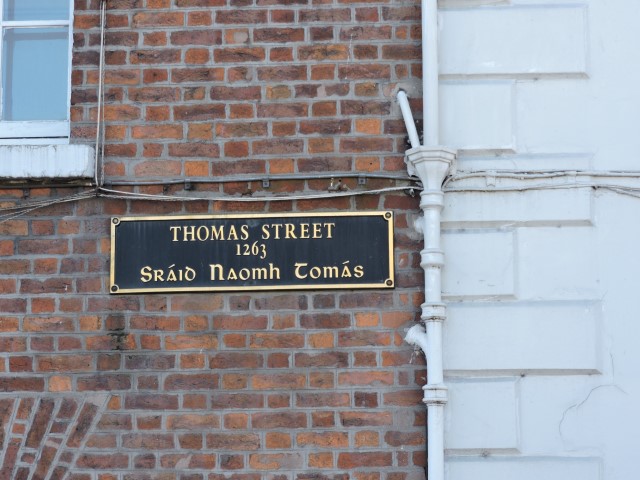 THOMAS STREET
1263
Sráid Naomh Tomás